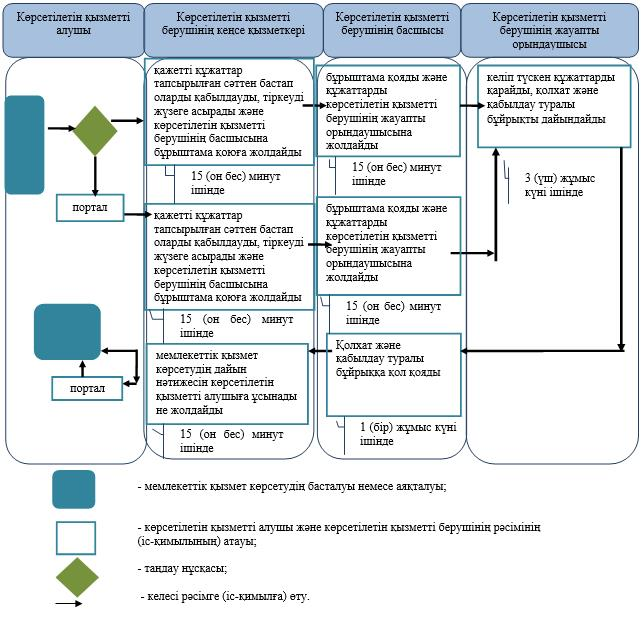 Көрсетілетін қызметті
алушы
Көрсетілетін қызметті
берушінің кеңсе қызметкері
Көрсетілетін қызметті
берушінің басшысы
Көрсетілетін қызметті
берушінің жауапты
орындаушысы
қажетті құжаттар
тапсырылған сәттен бастап
оларды қабылдауды, тіркеуді
жүзеге асырады және
көрсетілетін қызметті
берушінің басшысына
бұрыштама қоюға жолдайды
бұрыштама қояды және
құжаттарды
көрсетілетін қызметті
берушінің жауапты
орындаушысына
жолдайды
келіп түскен құжаттарды
қарайды, қолхат және
қабылдау туралы
бұйрықты дайындайды
15 (он бес) минут
ішінде
15 (он бес) минут
ішінде
3 (үш) жұмыс
күні ішінде
портал
қажетті құжаттар
тапсырылған сәттен бастап
оларды қабылдауды, тіркеуді
жүзеге асырады және
көрсетілетін қызметті
берушінің басшысына
бұрыштама қоюға жолдайды
бұрыштама қояды және
құжаттарды
көрсетілетін қызметті
берушінің жауапты
орындаушысына
жолдайды
15 (он бес) минут
ішінде
15 (он бес) минут
ішінде
портал
мемлекеттік қызмет
көрсетудің дайын
нәтижесін көрсетілетін
қызметті алушыға ұсынады
не жолдайды
Қолхат және
қабылдау туралы
бұйрыққа қол қояды
15 (он бес) минут
ішінде
1 (бір) жұмыс күні
ішінде
- мемлекеттік қызмет көрсетудің басталуы немесе аяқталуы;
- көрсетілетін қызметті алушы және көрсетілетін қызметті берушінің рәсімінің
(іс-қимылының) атауы;
- таңдау нұсқасы;
- келесі рәсімге (іс-қимылға) өту.